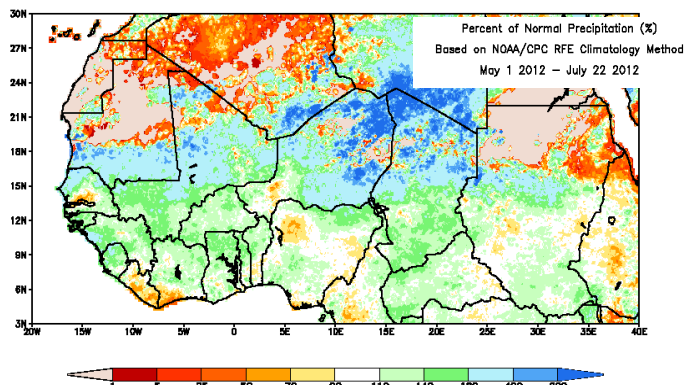 30N
27N
24N
21N
18N
15N
12N
9N
6N
3N
Percent of Normal Precipitation (%)
Based on NOAA/CPC RFE Climatology Method
May 1 2012 – July 22 2012
20W 15W 10W 5W 0 5E 10E 15E 20E 25E 30E 35E 40E